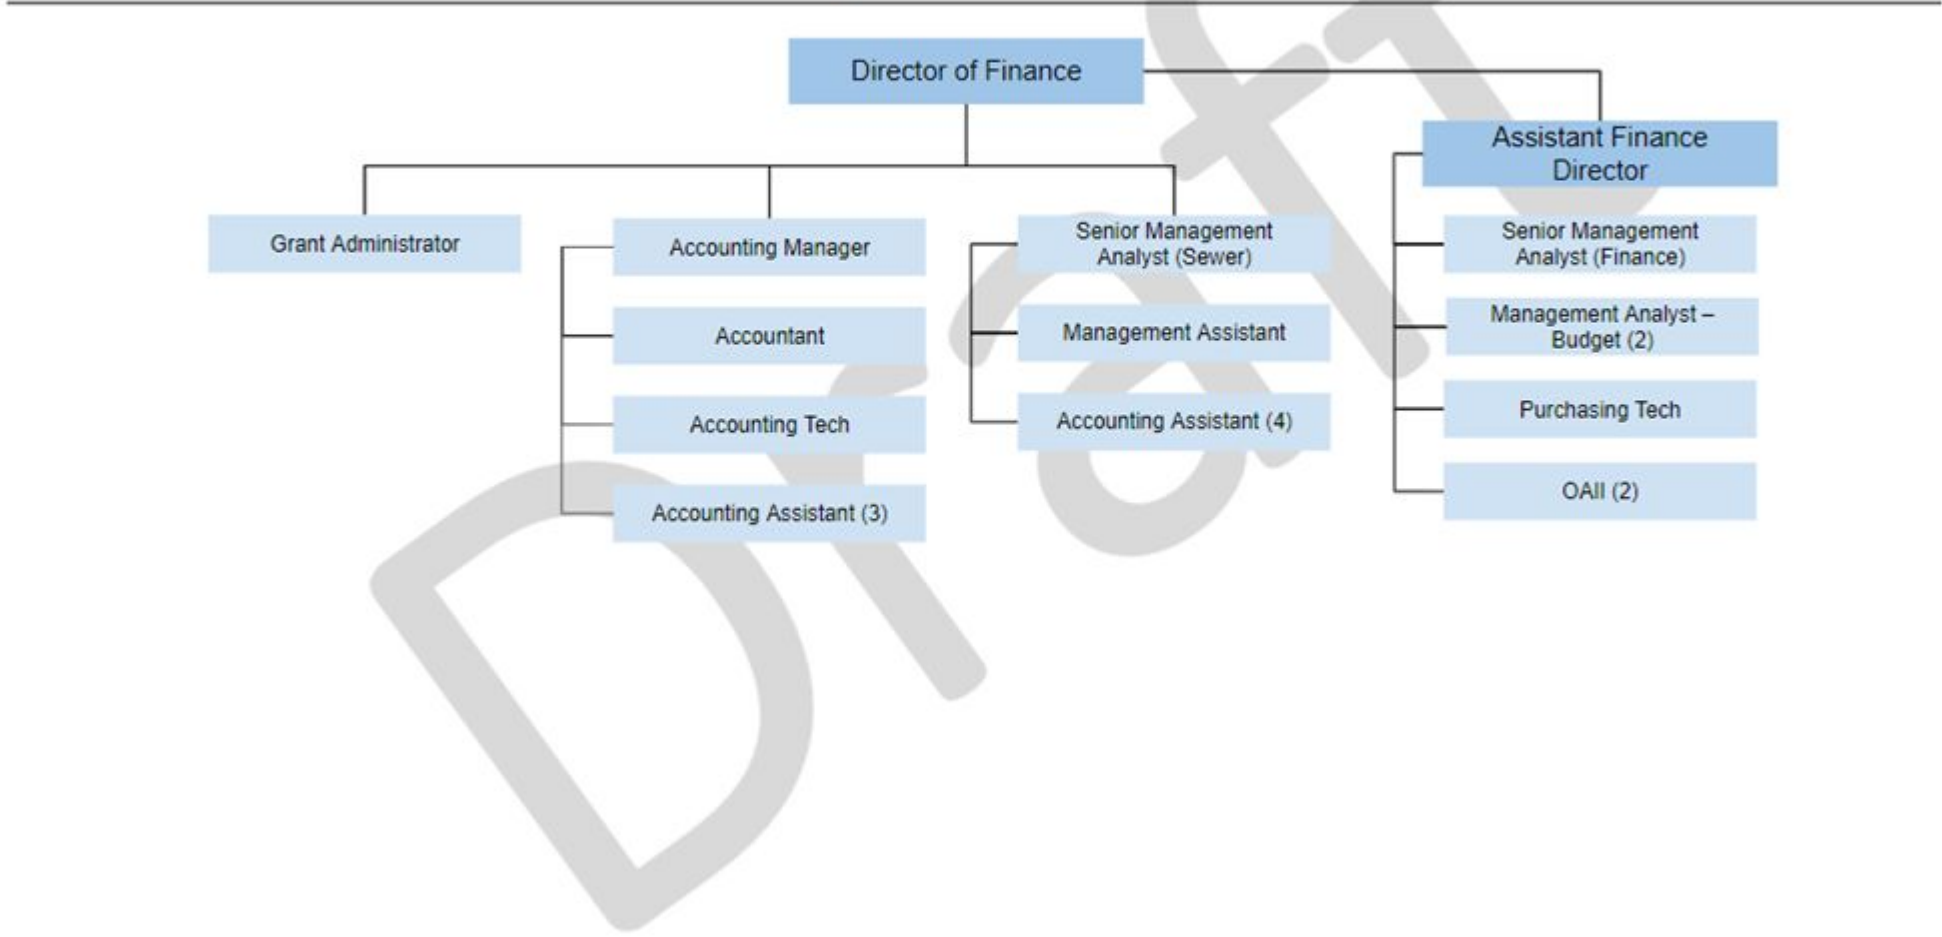 Director of Finance
Assistant Finance
Director
Grant Administrator
Accounting Manager
Accountant
Accounting Tech
Accounting Assistant (3)
Senior Management
Analyst (Sewer)
Management Assistant
Accounting Assistant (4)
Senior Management
Analyst (Finance)
Management Analyst –
Budget (2)
Purchasing Tech
OAII (2)
Draft